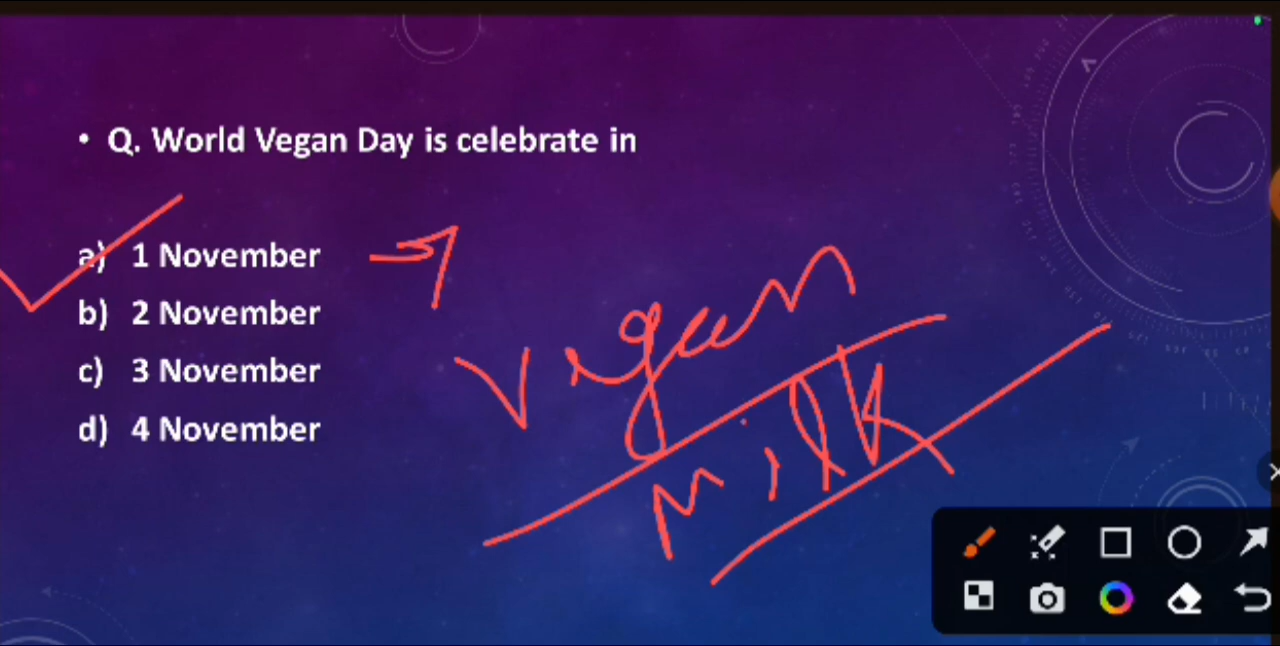 • Q. World Vegan Day is celebrate in
a) 1 November
b) 2 November
c) 3 November
d) 4 November
Vegan
Milk